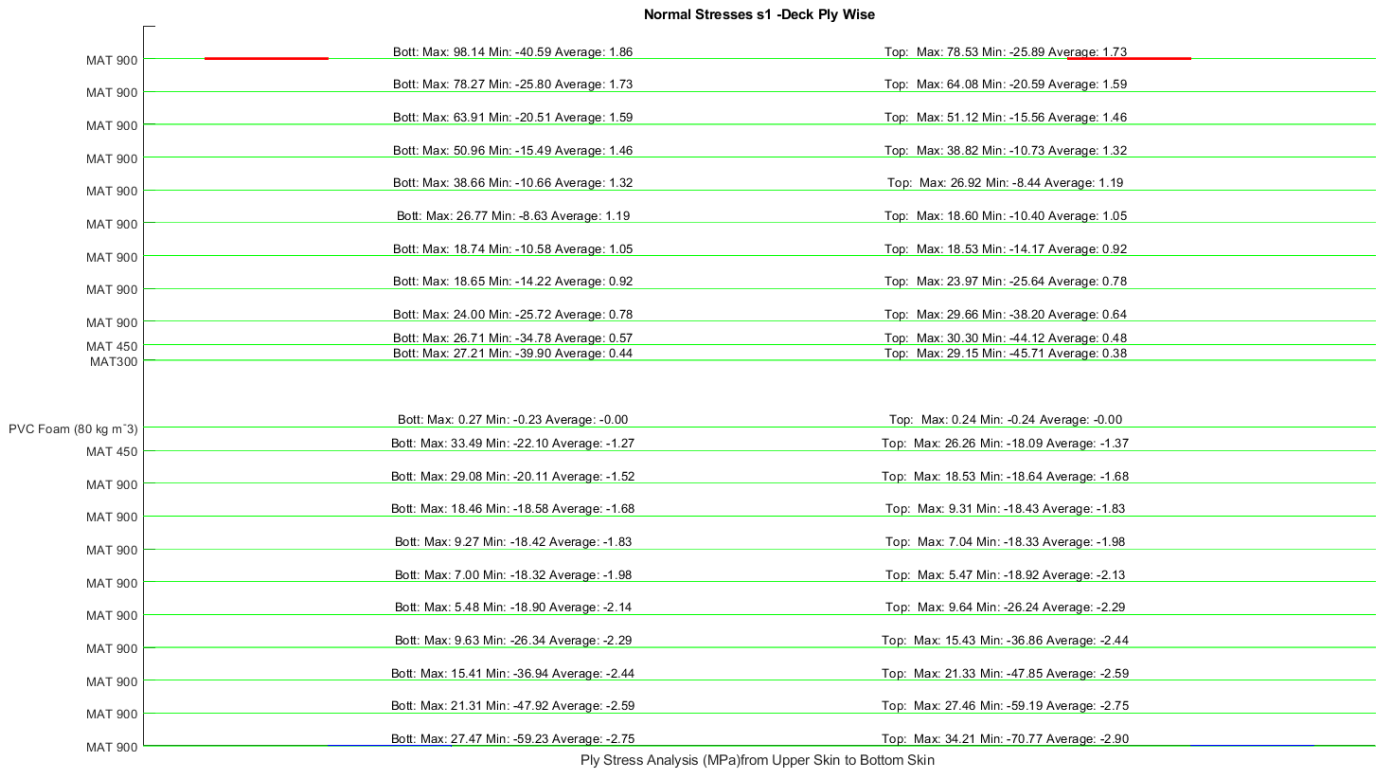 Normal Stresses s1 -Deck Ply Wise
MAT 900 Bott: Max: 98.14 Min: -40.59 Average: 1.86 Top: Max: 78.53 Min: -25.89 Average: 1.73
MAT 900 Bott: Max: 78.27 Min: -25.80 Average: 1.73 Top: Max: 64.08 Min: -20.59 Average: 1.59
MAT 900 Bott: Max: 63.91 Min: -20.51 Average: 1.59 Top: Max: 51.12 Min: -15.56 Average: 1.46
MAT 900 Bott: Max: 50.96 Min: -15.49 Average: 1.46 Top: Max: 38.82 Min: -10.73 Average: 1.32
MAT 900 Bott: Max: 38.66 Min: -10.66 Average: 1.32 Top: Max: 26.92 Min: -8.44 Average: 1.19
MAT 900 Bott: Max: 26.77 Min: -8.63 Average: 1.19 Top: Max: 18.60 Min: -10.40 Average: 1.05
MAT 900 Bott: Max: 18.74 Min: -10.58 Average: 1.05 Top: Max: 18.53 Min: -14.17 Average: 0.92
MAT 900 Bott: Max: 18.65 Min: -14.22 Average: 0.92 Top: Max: 23.97 Min: -25.64 Average: 0.78
MAT 900 Bott: Max: 24.00 Min: -25.72 Average: 0.78 Top: Max: 29.66 Min: -38.20 Average: 0.64
MAT 450 Bott: Max: 26.71 Min: -34.78 Average: 0.57 Top: Max: 30.30 Min: -44.12 Average: 0.48
MAT300 Bott: Max: 27.21 Min: -39.90 Average: 0.44 Top: Max: 29.15 Min: -45.71 Average: 0.38
PVC Foam (80 kg mˆ3) Bott: Max: 0.27 Min: -0.23 Average: -0.00 Top: Max: 0.24 Min: -0.24 Average: -0.00
MAT 450 Bott: Max: 33.49 Min: -22.10 Average: -1.27 Top: Max: 26.26 Min: -18.09 Average: -1.37
MAT 900 Bott: Max: 29.08 Min: -20.11 Average: -1.52 Top: Max: 18.53 Min: -18.64 Average: -1.68
MAT 900 Bott: Max: 18.46 Min: -18.58 Average: -1.68 Top: Max: 9.31 Min: -18.43 Average: -1.83
MAT 900 Bott: Max: 9.27 Min: -18.42 Average: -1.83 Top: Max: 7.04 Min: -18.33 Average: -1.98
MAT 900 Bott: Max: 7.00 Min: -18.32 Average: -1.98 Top: Max: 5.47 Min: -18.92 Average: -2.13
MAT 900 Bott: Max: 5.48 Min: -18.90 Average: -2.14 Top: Max: 9.64 Min: -26.24 Average: -2.29
MAT 900 Bott: Max: 9.63 Min: -26.34 Average: -2.29 Top: Max: 15.43 Min: -36.86 Average: -2.44
MAT 900 Bott: Max: 15.41 Min: -36.94 Average: -2.44 Top: Max: 21.33 Min: -47.85 Average: -2.59
MAT 900 Bott: Max: 21.31 Min: -47.92 Average: -2.59 Top: Max: 27.46 Min: -59.19 Average: -2.75
MAT 900 Bott: Max: 27.47 Min: -59.23 Average: -2.75 Top: Max: 34.21 Min: -70.77 Average: -2.90
Ply Stress Analysis (MPa)from Upper Skin to Bottom Skin